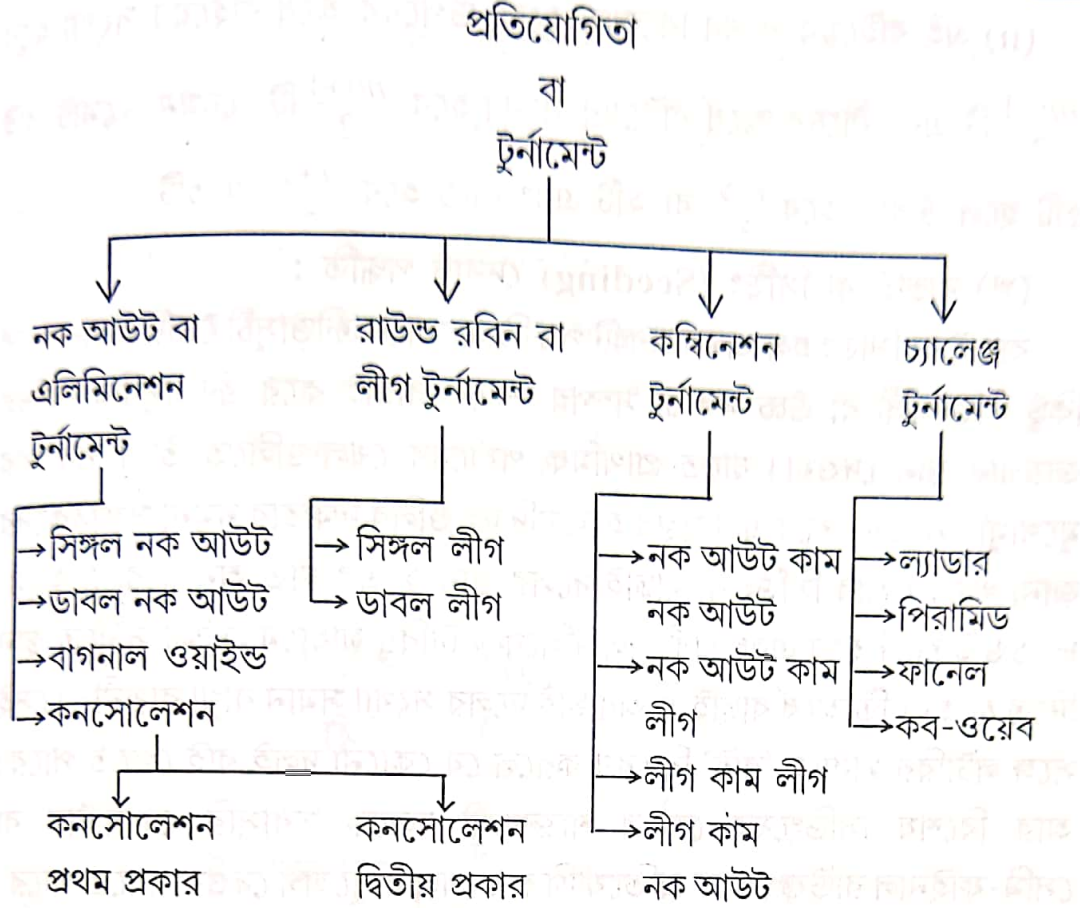 প্রতিযোগিতা
বা
টুর্নামেন্ট
নক আউট বা
এলিমিনেশন
টুর্নামেন্ট
রাউন্ড রবিন বা
লীগ টুর্নামেন্ট
কম্বিনেশন
টুর্নামেন্ট
চ্যালেঞ্জ
টুর্নামেন্ট
সিঙ্গল নক আউট
ডাবল নক আউট
বাগনাল ওয়াইল্ড
কনসোলেশন
কনসোলেশন
প্রথম প্রকার
কনসোলেশন
দ্বিতীয় প্রকার
সিঙ্গল লীগ
ডাবল লীগ
নক আউট কাম
নক আউট
নক আউট কাম
লীগ
লীগ কাম লীগ
লীগ কাম
নক আউট
ল্যাডার
পিরামিড
ফানেল
কব-ওয়েব